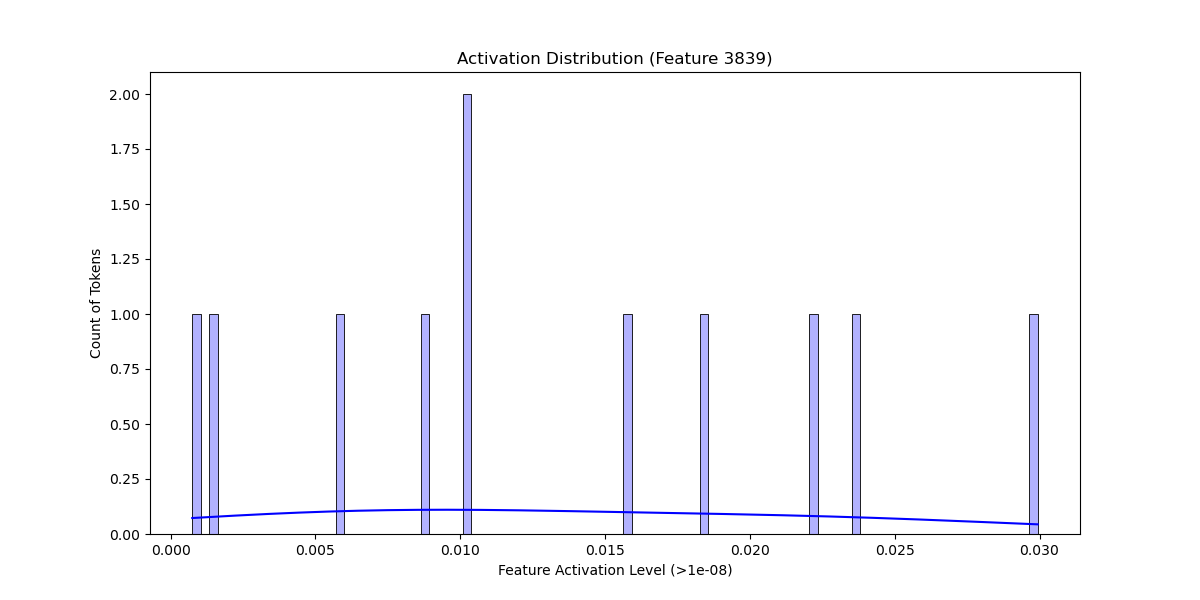 Activation Distribution (Feature 3839)
Count of Tokens
2.00
1.75
1.50
1.25
1.00
0.75
0.50
0.25
0.00
0.000 0.005 0.010 0.015 0.020 0.025 0.030
Feature Activation Level (>1e-08)